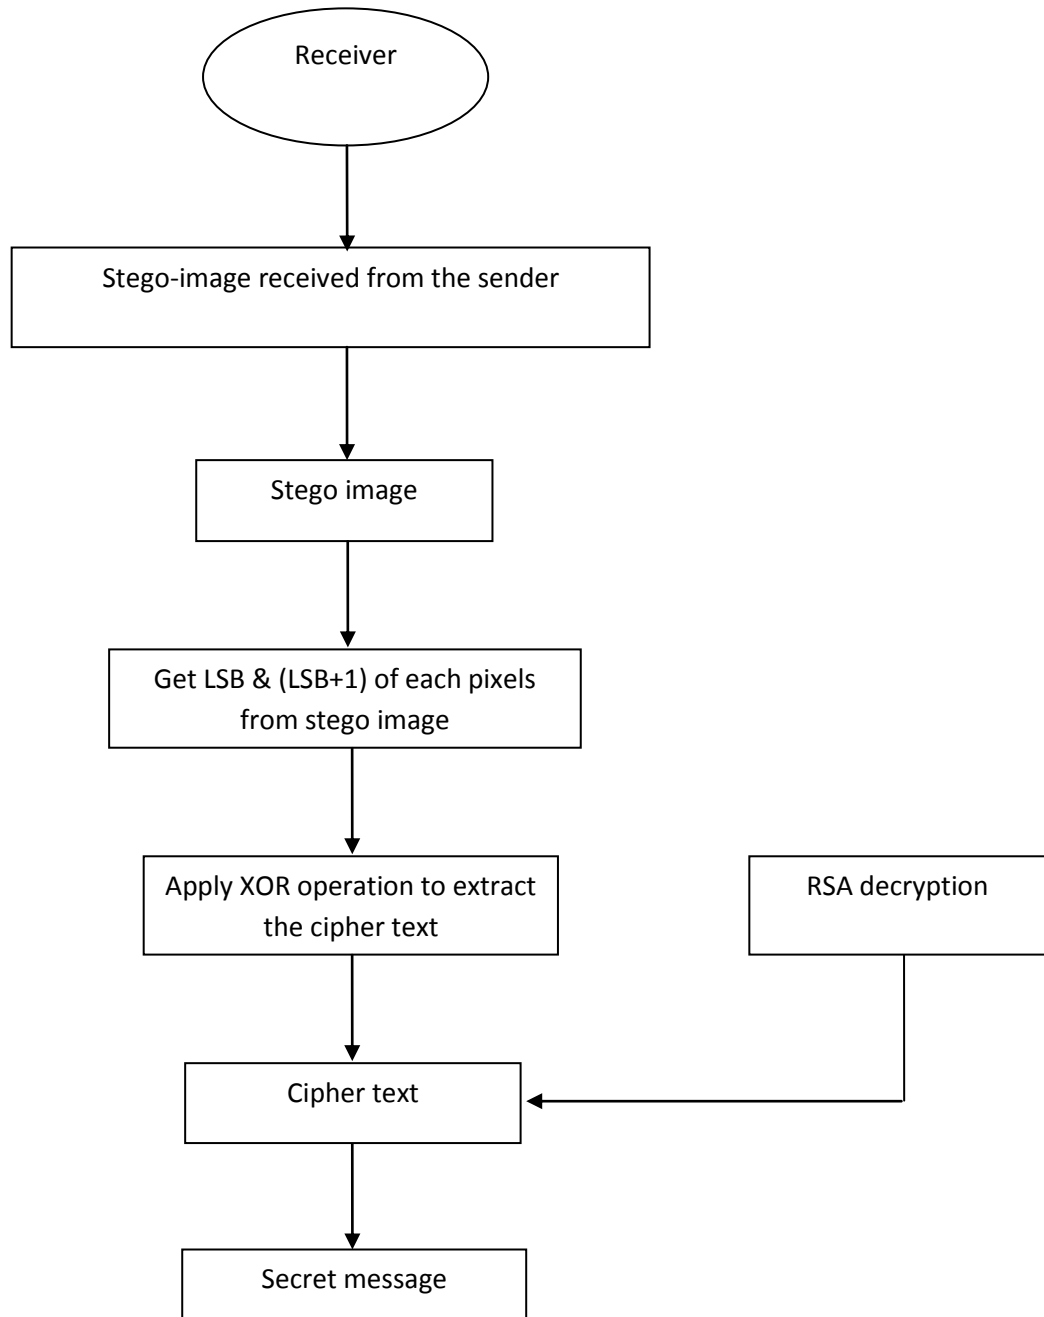 Receiver
Stego-image received from the sender
Stego image
Get LSB & (LSB+1) of each pixels
from stego image
Apply XOR operation to extract
the cipher text
RSA decryption
Cipher text
Secret message